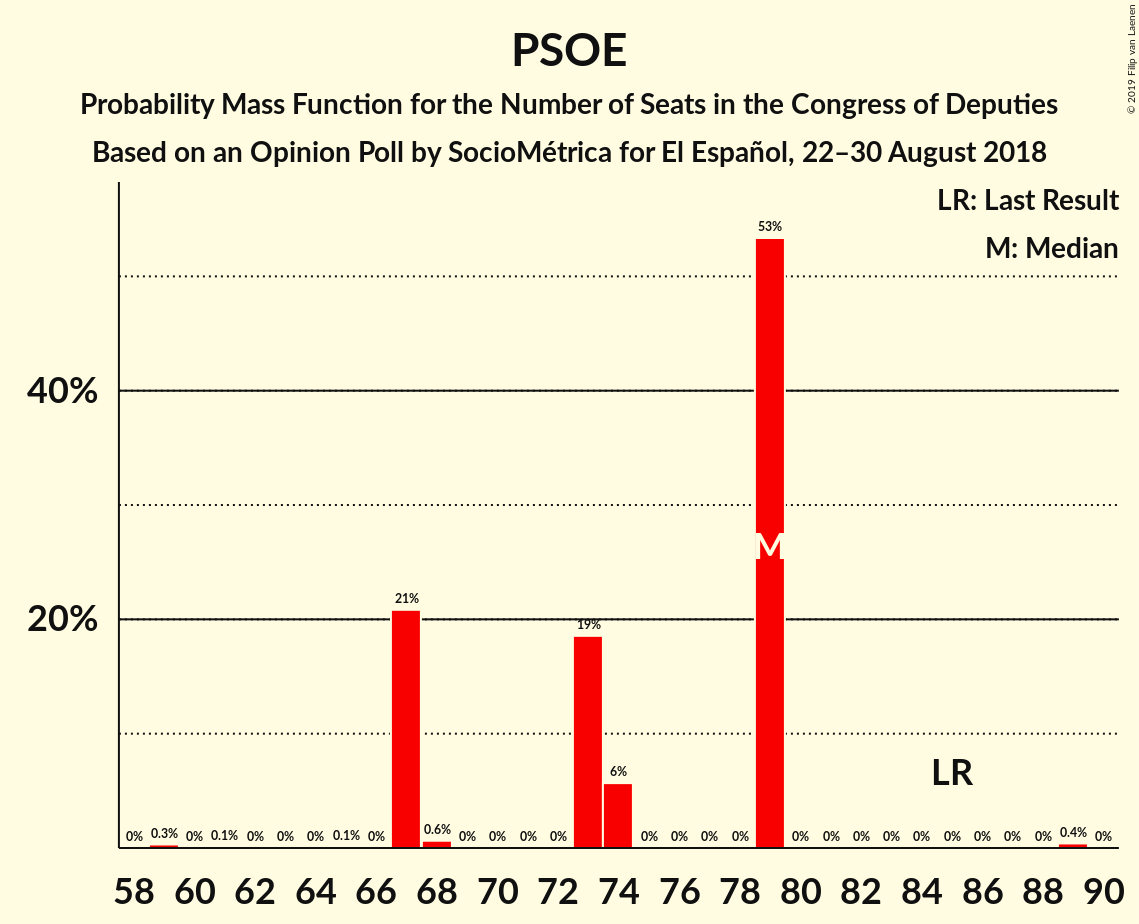 © 2019 Filip van Laenen
PSOE
Probability Mass Function for the Number of Seats in the Congress of Deputies
Based on an Opinion Poll by SocioMétrica for El Español, 22–30 August 2018
LR: Last Result
M: Median
53%
40%
M
21%
20%
19%
LR
6%
0% 0.3% 0% 0.1% 0% 0% 0% 0.1% 0% 0.6% 0% 0% 0% 0% 0% 0% 0% 0% 0% 0% 0% 0% 0% 0% 0% 0% 0% 0.4% 0%
58 60 62 64 66 68 70 72 74 76 78 80 82 84 86 88 90